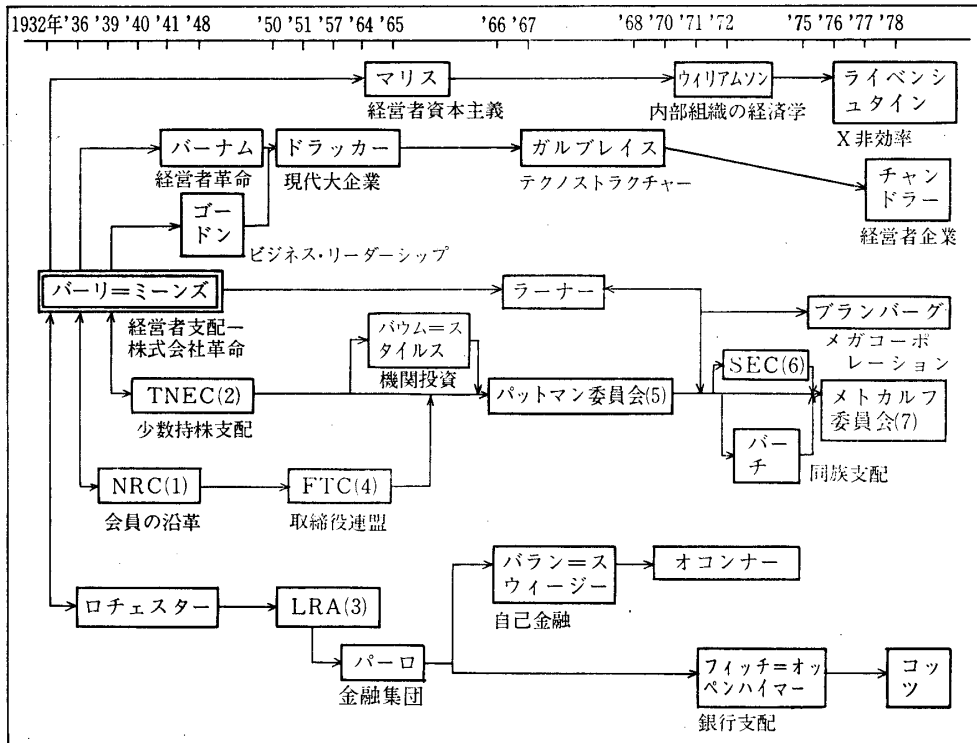 1932年 '36 '39 '40 '41 '48 '50 '51 '57 '64 '65 '66 '67 '68 '70 '71 '72 '75 '76 '77 '78
マリス
経営者資本主義
ウィリアムソン
内部組織の経済学
ライベンシ
ュタイン
X非効率
バーナム
経営者革命
ドラッカー
現代大企業
ガルブレイス
テクノストラクチャー
チャン
ドラー
経営者企業
ゴー
ドン
ビジネス・リーダーシップ
バーリ=ミーンズ
経営者支配—
株式会社革命
ラーナー
ブランバーグ
メガコーポ
レーション
バウム=ス
タイルス
機関投資
TNEC(2)
少数持株支配
パットマン委員会(5)
SEC(6)
メトカルフ
委員会(7)
バー
チ
同族支配
NRC(1)
会員の沿革
FTC(4)
取締役連盟
ロチェスター
LRA(3)
パーロ
金融集団
バラン=ス
ウィージー
自己金融
オコンナー
フィッチ=オッ
ペンハイマー
銀行支配
コッ
ツ